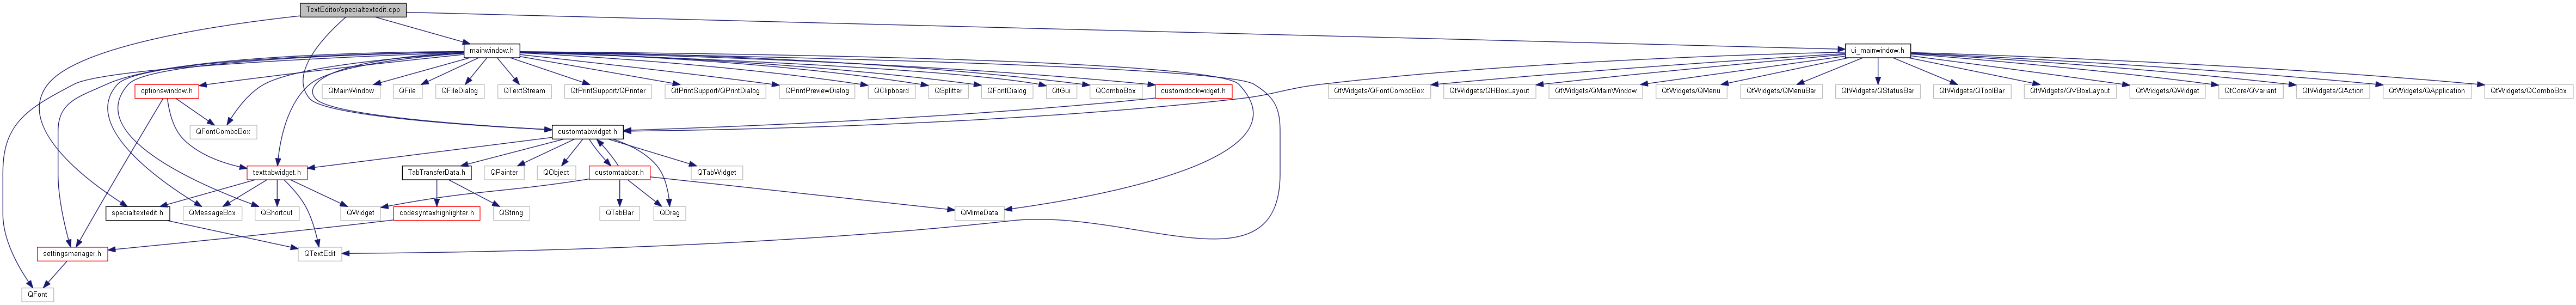 TextEditor/specialtextedit.cpp
mainwindow.h
ui_mainwindow.h
optionswindow.h
QMainWindow
QFile
QFileDialog
QTextStream
QtPrintSupport/QPrinter
QtPrintSupport/QPrintDialog
QPrintPreviewDialog
QClipboard
QSplitter
QFontDialog
QtGui
QComboBox
customdockwidget.h
QtWidgets/QFontComboBox
QtWidgets/QHBoxLayout
QtWidgets/QMainWindow
QtWidgets/QMenu
QtWidgets/QMenuBar
QtWidgets/QStatusBar
QtWidgets/QToolBar
QtWidgets/QVBoxLayout
QtWidgets/QWidget
QtCore/QVariant
QtWidgets/QAction
QtWidgets/QApplication
QtWidgets/QComboBox
QFontComboBox
customtabwidget.h
texttabwidget.h
TabTransferData.h
QPainter
QObject
customtabbar.h
QTabWidget
specialtextedit.h
QMessageBox
QShortcut
QWidget
codesyntaxhighlighter.h
QString
QTabBar
QDrag
QMimeData
settingsmanager.h
QTextEdit
QFont